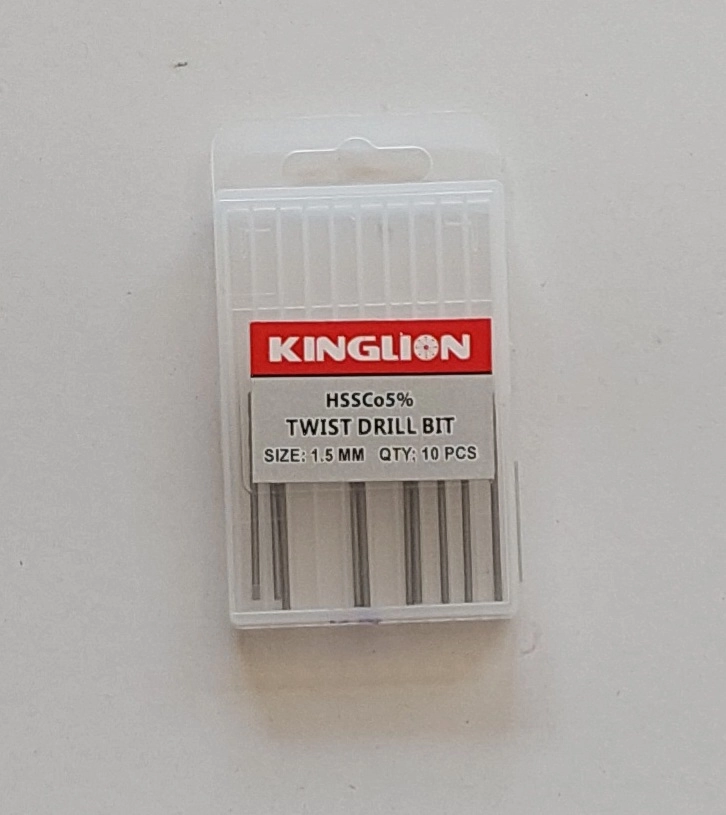 KINGLION
HSSCo5%
TWIST DRILL BIT
SIZE: 1.5 MM QTY: 10 PCS